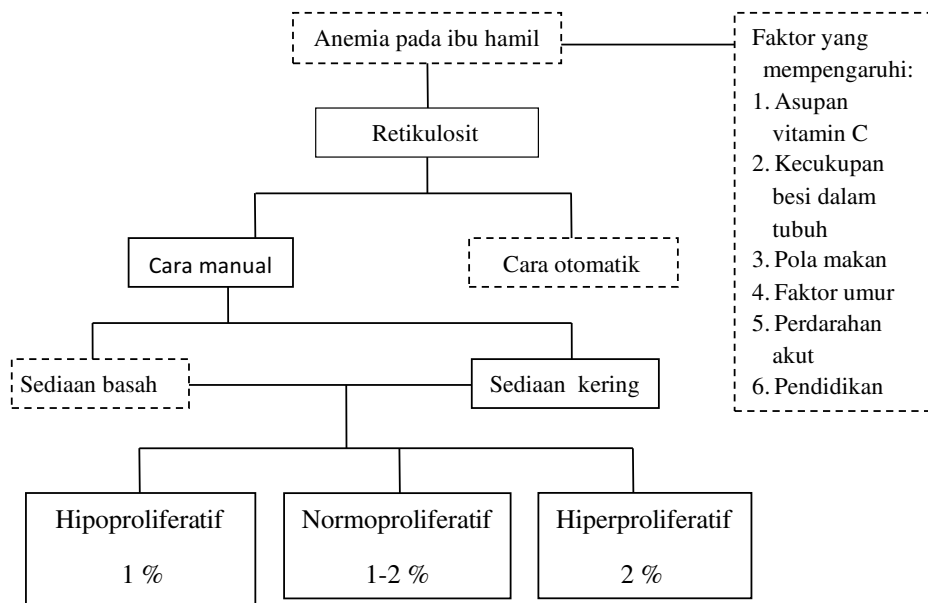 Anemia pada ibu hamil
Faktor yang
mempengaruhi:
1. Asupan
vitamin C
2. Kecukupan
besi dalam
tubuh
3. Pola makan
4. Faktor umur
5. Perdarahan
akut
6. Pendidikan
Retikulosit
Cara manual
Cara otomatik
Sediaan basah
Sediaan kering
Hipoproliferatif
1 %
Normoproliferatif
1-2 %
Hiperproliferatif
2 %